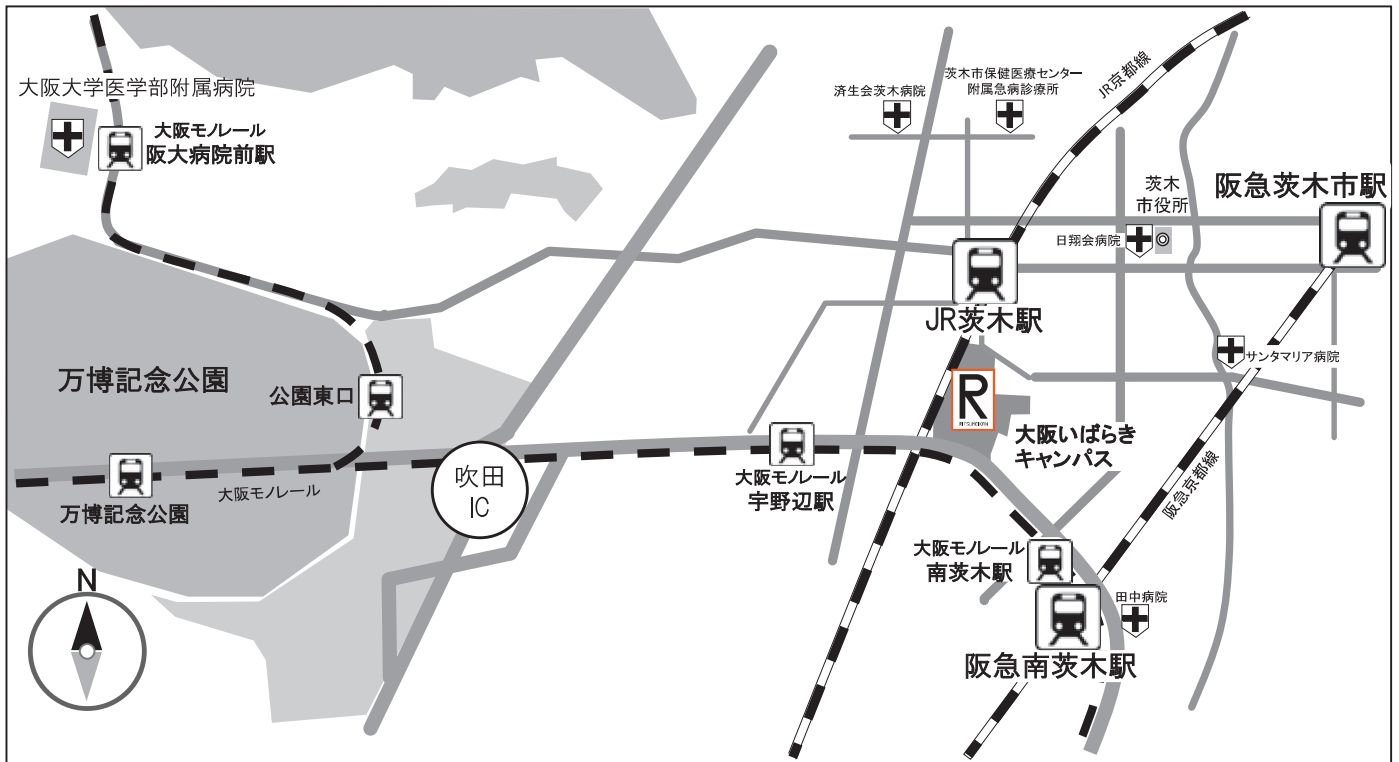 大阪大学医学部附属病院
大阪モノレール
阪大病院前駅
済生会茨木病院
茨木市保健医療センター
附属急病診療所
JR京都線
茨木
市役所
日翔会病院
阪急茨木市駅
JR茨木駅
サンタマリア病院
万博記念公園
公園東口
R
RITSUMEIKAN
大阪いばらき
キャンパス
大阪モノレール
万博記念公園
吹田
IC
大阪モノレール
宇野辺駅
阪急京都線
大阪モノレール
南茨木駅
田中病院
阪急南茨木駅
N